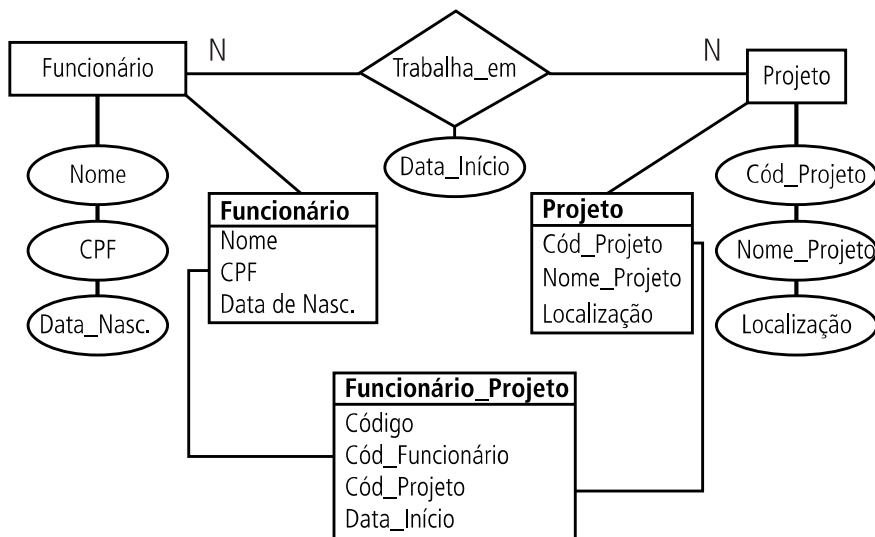 N
N
Funcionário
Trabalha_em
Projeto
Data_Início
Nome
CPF
Data_Nasc.
Cód_Projeto
Nome_Projeto
Localização
Funcionário
Nome
CPF
Data de Nasc.
Projeto
Cód_Projeto
Nome_Projeto
Localização
Funcionário_Projeto
Código
Cód_Funcionário
Cód_Projeto
Data_Início